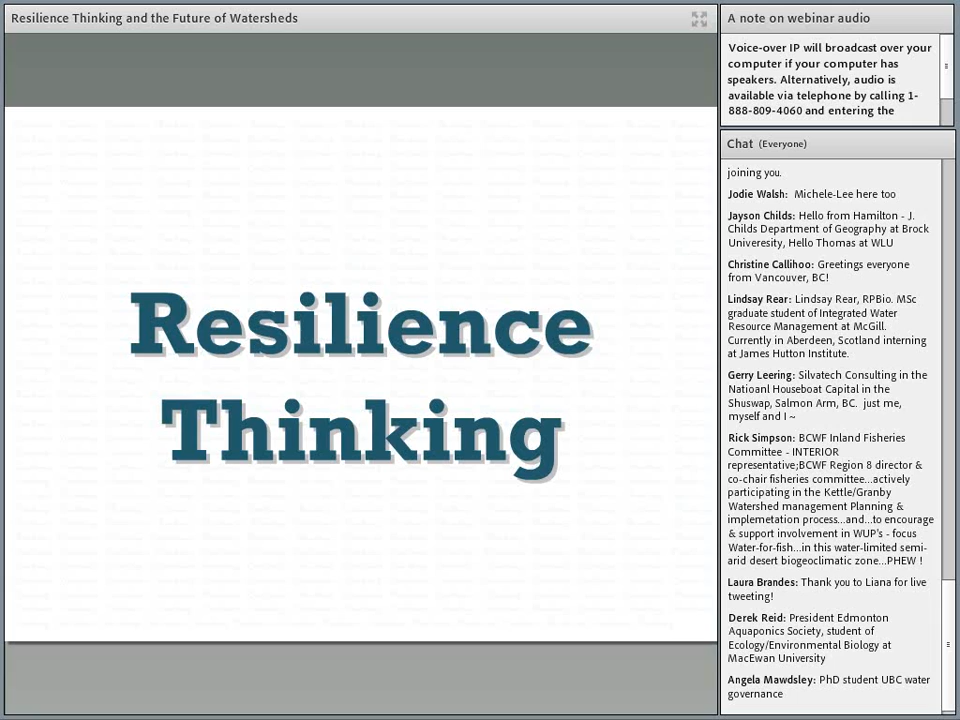 Resilience Thinking and the Future of Watersheds
Resilience
Thinking
A note on webinar audio
Voice-over IP will broadcast over your
computer if your computer has
speakers. Alternatively, audio is
available via telephone by calling 1-
888-809-4060 and entering the
Chat (Everyone)
joining you.
Jodie Walsh: Michele-Lee here too
Jayson Childs: Hello from Hamilton - J.
Childs Department of Geography at Brock
Univeresity, Hello Thomas at WLU
Christine Callihoo: Greetings everyone
from Vancouver, BC!
Lindsay Rear: Lindsay Rear, RPBio. MSc
graduate student of Integrated Water
Resource Management at McGill.
Currently in Aberdeen, Scotland interning
at James Hutton Institute.
Gerry Leering: Silvatech Consulting in the
Natioanl Houseboat Capital in the
Shuswap, Salmon Arm, BC. just me,
myself and I ~
Rick Simpson: BCWF Inland Fisheries
Committee - INTERIOR
representative;BCWF Region 8 director &
co-chair fisheries committee...actively
participating in the Kettle/Granby
Watershed management Planning &
implemetation process...and...to encourage
& support involvement in WUP's - focus
Water-for-fish...in this water-limited semi-
arid desert biogeoclimatic zone...PHEW !
Laura Brandes: Thank you to Liana for live
tweeting!
Derek Reid: President Edmonton
Aquaponics Society, student of
Ecology/Environmental Biology at
MacEwan University
Angela Mawdsley: PhD student UBC water
governance